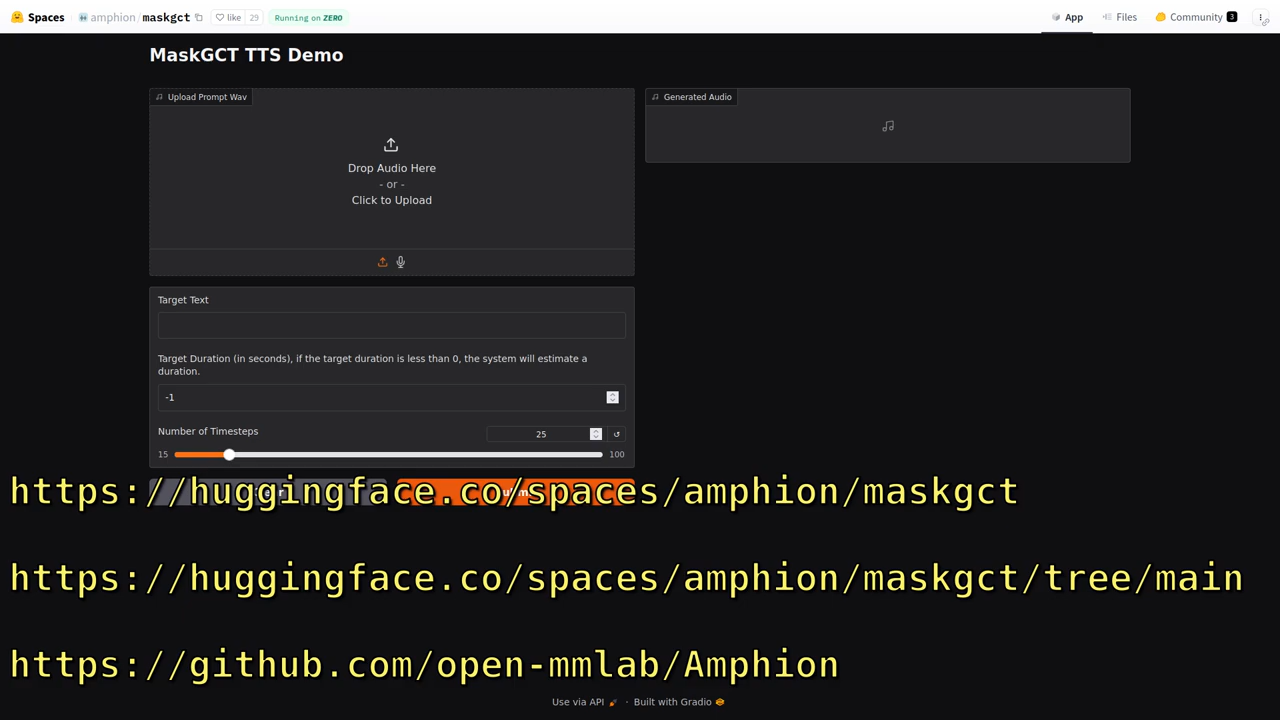 Spaces
amphion/maskgct
like 29
Running on ZERO
App
Files
Community 3
MaskGCT TTS Demo
Upload Prompt Wav
Drop Audio Here
- or -
Click to Upload
Generated Audio
Target Text
Target Duration (in seconds), if the target duration is less than 0, the system will estimate a
duration.
-1
Number of Timesteps
25
15
100
https://huggingface.co/spaces/amphion/maskgct
https://huggingface.co/spaces/amphion/maskgct/tree/main
https://github.com/open-mmlab/Amphion
Use via API · Built with Gradio